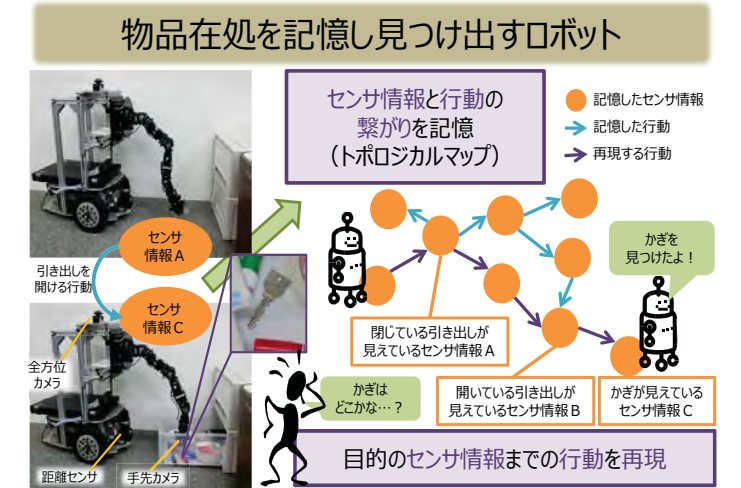 物品在処を記憶し見つけ出すロボット
センサ情報と行動の
繋がりを記憶
（トポロジカルマップ）
記憶したセンサ情報
記憶した行動
再現する行動
センサ
情報A
引き出しを
開ける行動
センサ
情報C
かぎを
見つけたよ！
閉じている引き出しが
見えているセンサ情報A
全方位
カメラ
かぎは
どこかな…？
開いている引き出しが
見えているセンサ情報B
かぎが見えている
センサ情報C
距離センサ
手先カメラ
目的のセンサ情報までの行動を再現